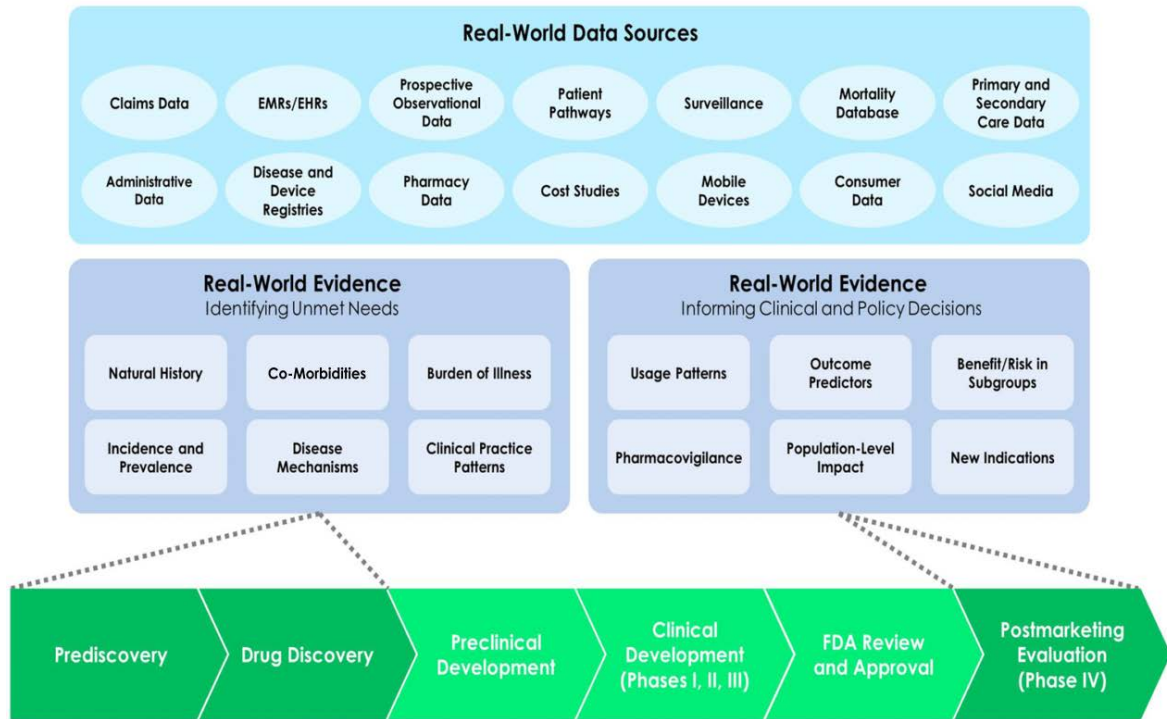 Real-World Data Sources
Claims Data
EMRs/EHRs
Prospective
Observational
Data
Patient
Pathways
Surveillance
Mortality
Database
Primary and
Secondary
Care Data
Administrative
Data
Disease and
Device
Registries
Pharmacy
Data
Cost Studies
Mobile
Devices
Consumer
Data
Social Media
Real-World Evidence
Identifying Unmet Needs
Natural History
Co-Morbidities
Burden of Illness
Incidence and
Prevalence
Disease
Mechanisms
Clinical Practice
Patterns
Real-World Evidence
Informing Clinical and Policy Decisions
Usage Patterns
Outcome
Predictors
Benefit/Risk in
Subgroups
Pharmacovigilance
Population-Level
Impact
New Indications
Prediscovery
Drug Discovery
Preclinical
Development
Clinical
Development
(Phases I, II, III)
FDA Review
and Approval
Postmarketing
Evaluation
(Phase IV)